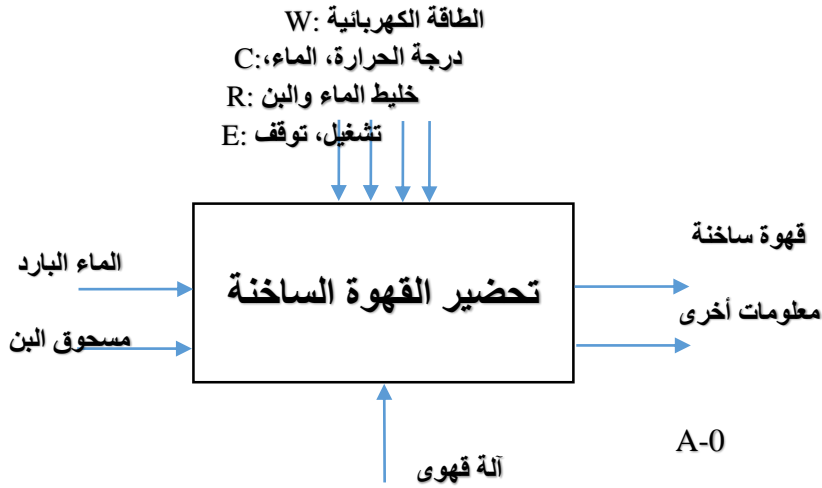 W: الطاقة الكهربائية
C: درجة الحرارة، الماء،
R: خليط الماء والبن
E: تشغيل، توقف
قهوة ساخنة
الماء البارد
تحضير القهوة الساخنة
معلومات أخرى
مسحوق البن
A-0
آلة قهوى